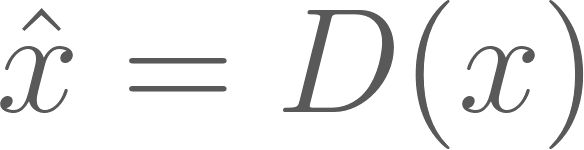 x̂ = D(x)